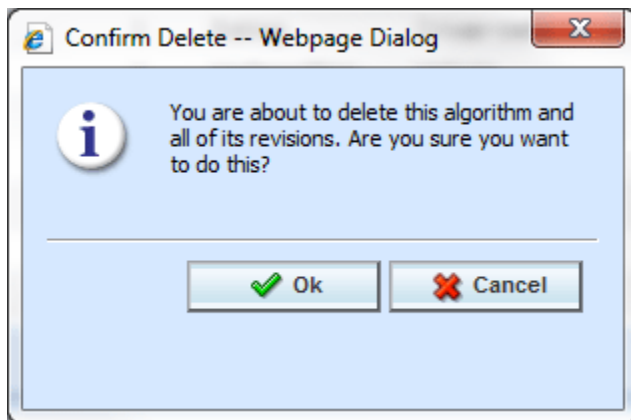 Confirm Delete -- Webpage Dialog
You are about to delete this algorithm and
all of its revisions. Are you sure you want
to do this?
Ok
Cancel